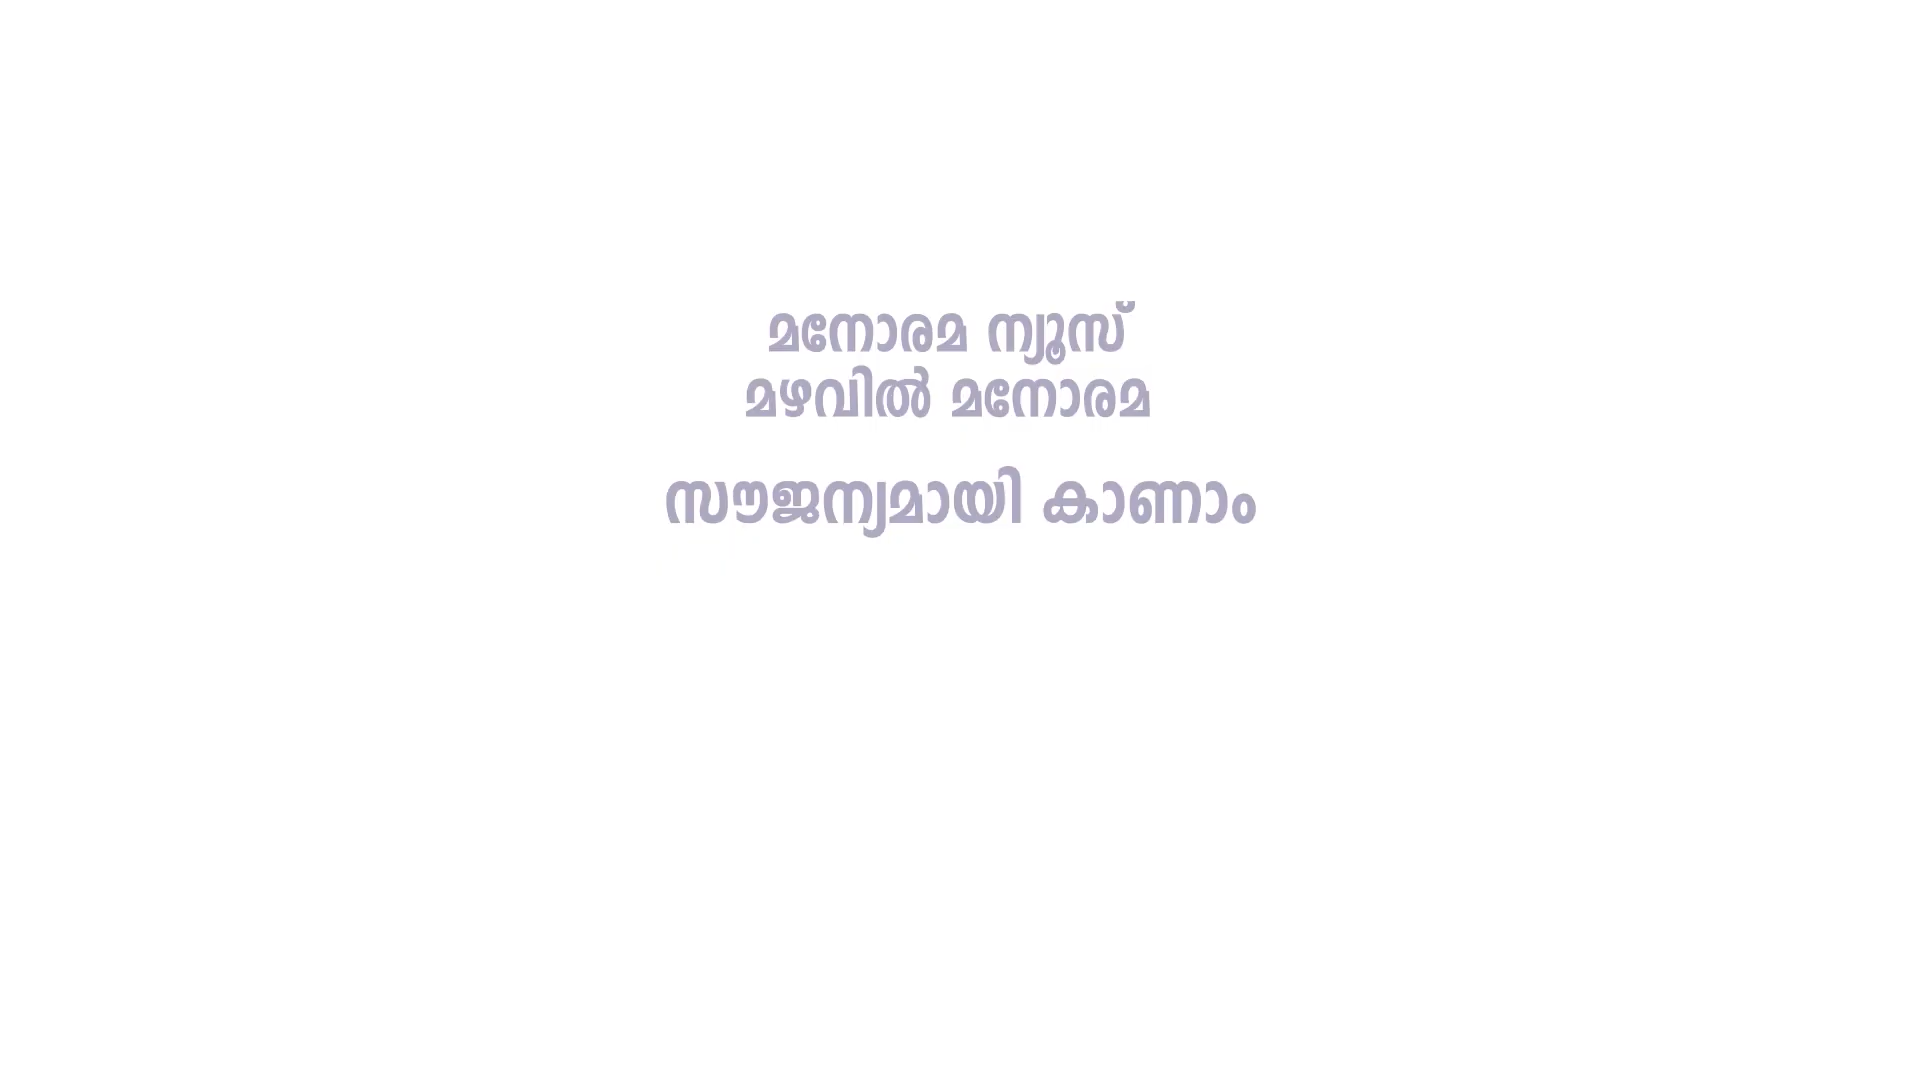 മനോരമ ന്യൂസ്
മഴവിൽ മനോരമ
സൗജന്യമായി കാണാം